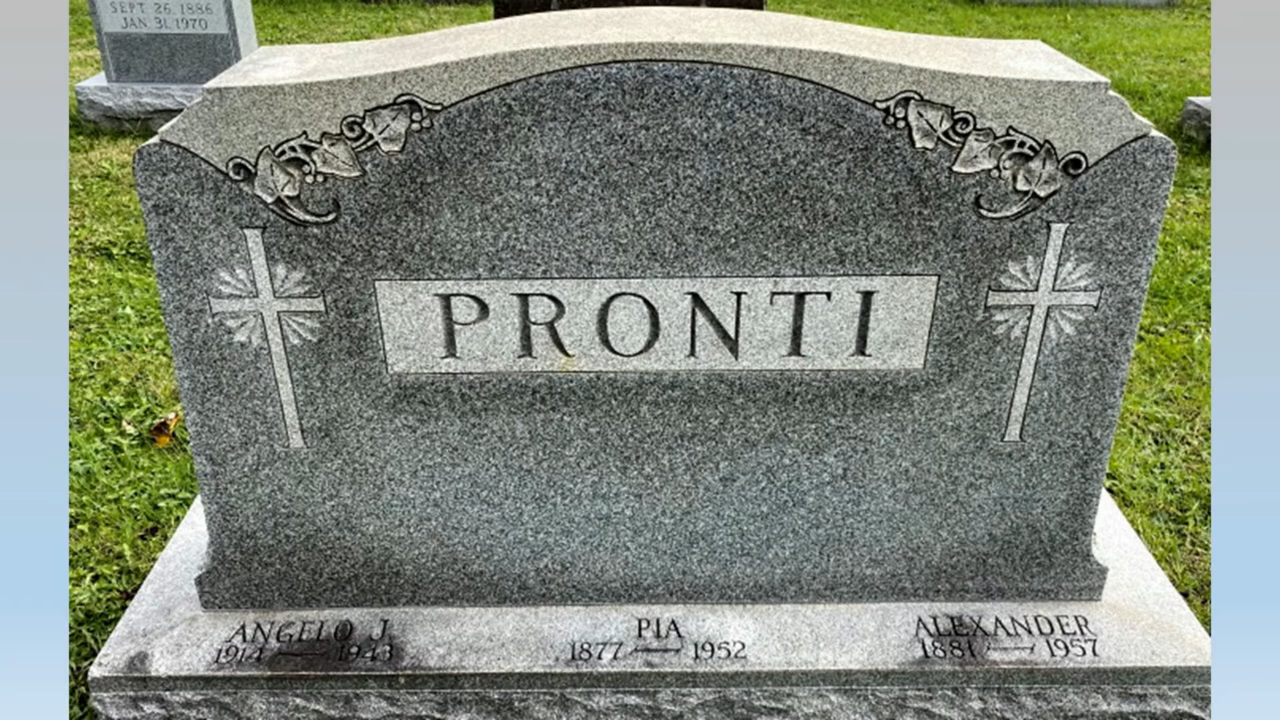 SEPT 26, 1886
JAN 31, 1970
PRONTI
ANGELO J.
1914 — 1943
PIA
1877 — 1952
ALEXANDER
1881 — 1957